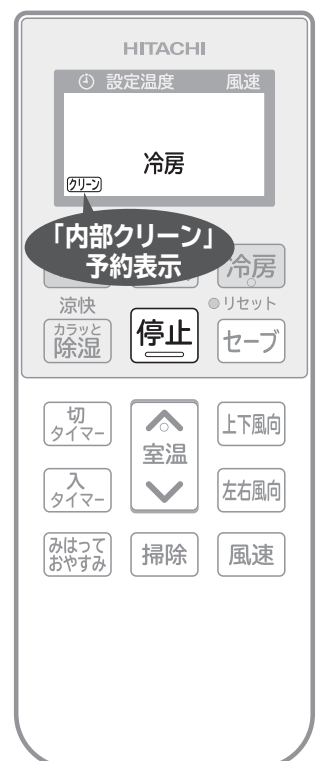 HITACHI
設定温度 風速
冷房
クリーン
「内部クリーン」
予約表示
冷房
涼快
リセット
カラッと
除湿
停止
セーブ
切
タイマー
室温
上下風向
入
タイマー
左右風向
みはって
おやすみ
掃除
風速